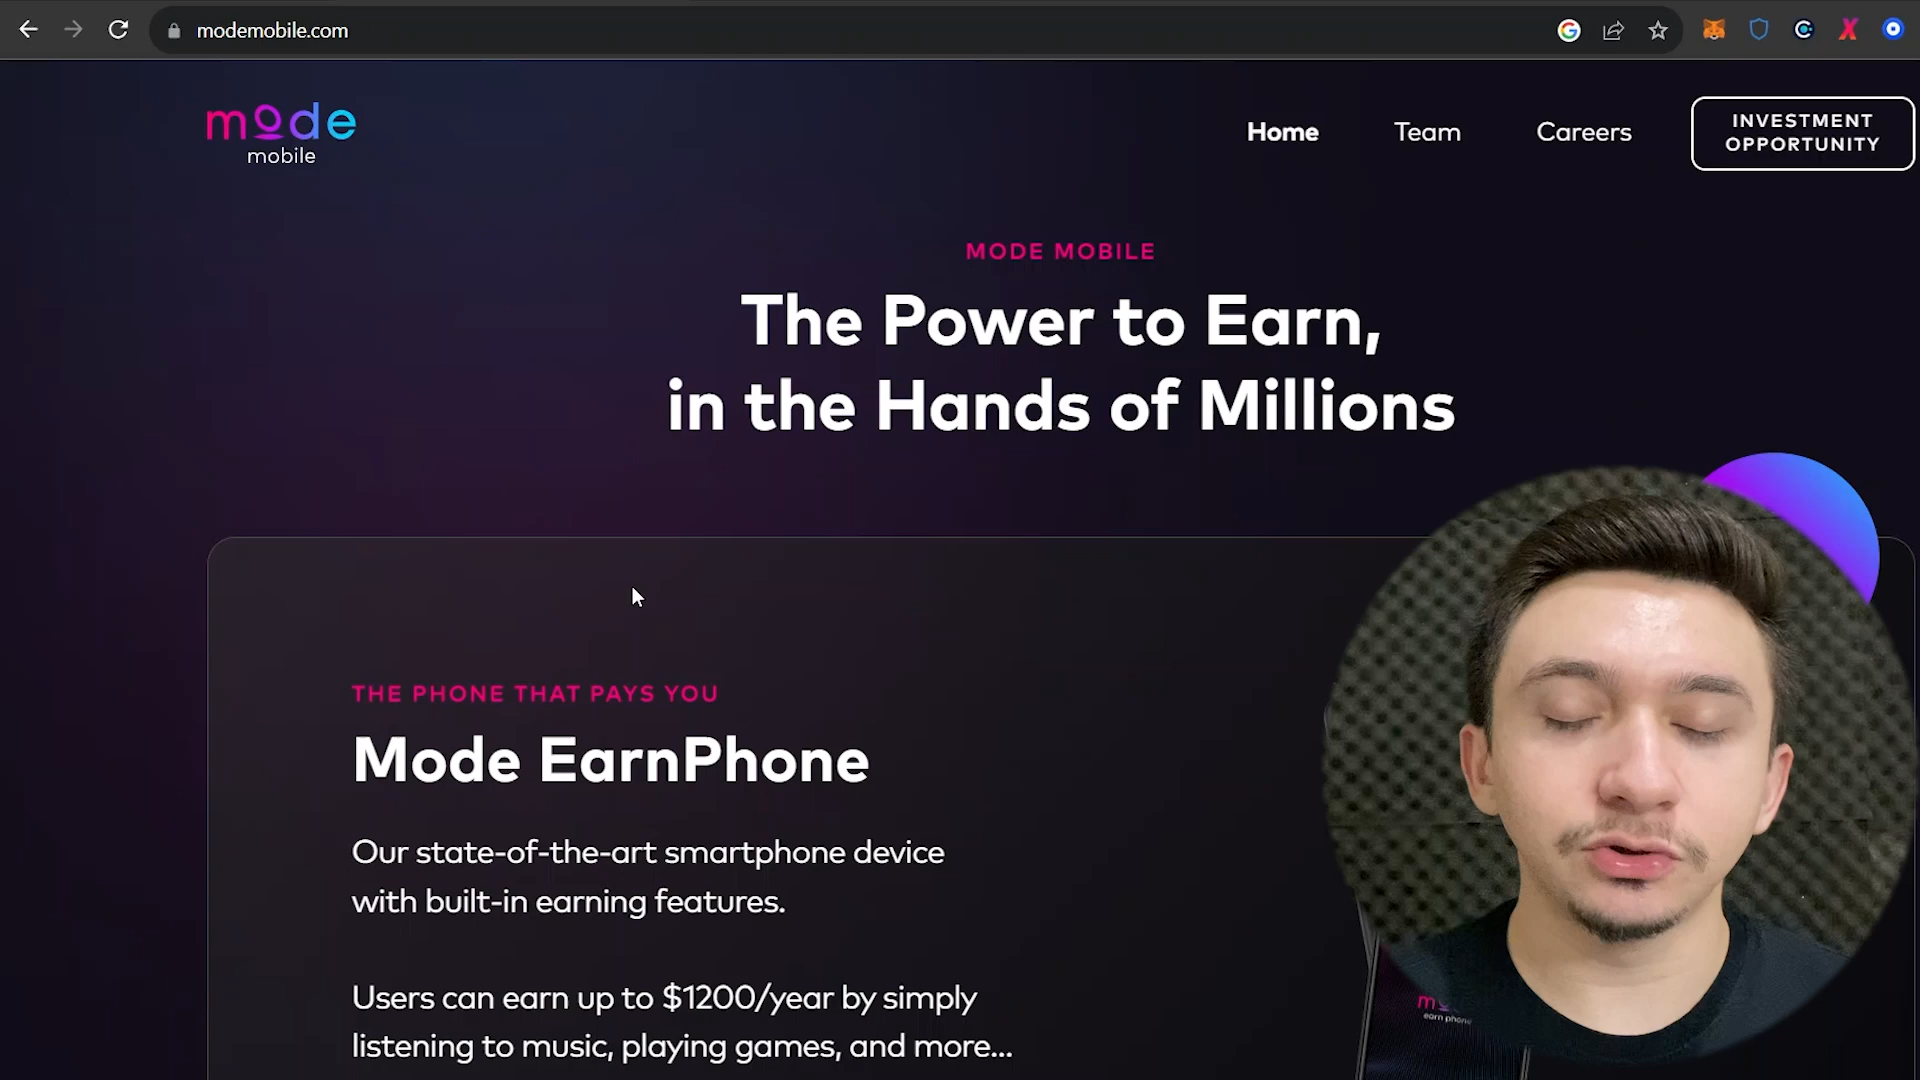 modemobile.com
mode
mobile
Home
Team
Careers
INVESTMENT
OPPORTUNITY
MODE MOBILE
The Power to Earn,
in the Hands of Millions
THE PHONE THAT PAYS YOU
Mode EarnPhone
Our state-of-the-art smartphone device
with built-in earning features.
Users can earn up to $1200/year by simply
listening to music, playing games, and more...
earn phone